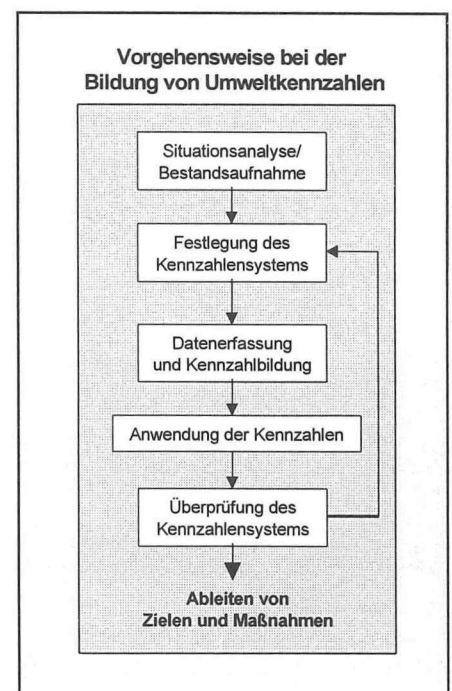 Vorgehensweise bei der
Bildung von Umweltkennzahlen
Situationsanalyse/
Bestandsaufnahme
Festlegung des
Kennzahlensystems
Datenerfassung
und Kennzahlbildung
Anwendung der Kennzahlen
Überprüfung des
Kennzahlensystems
Ableiten von
Zielen und Maßnahmen